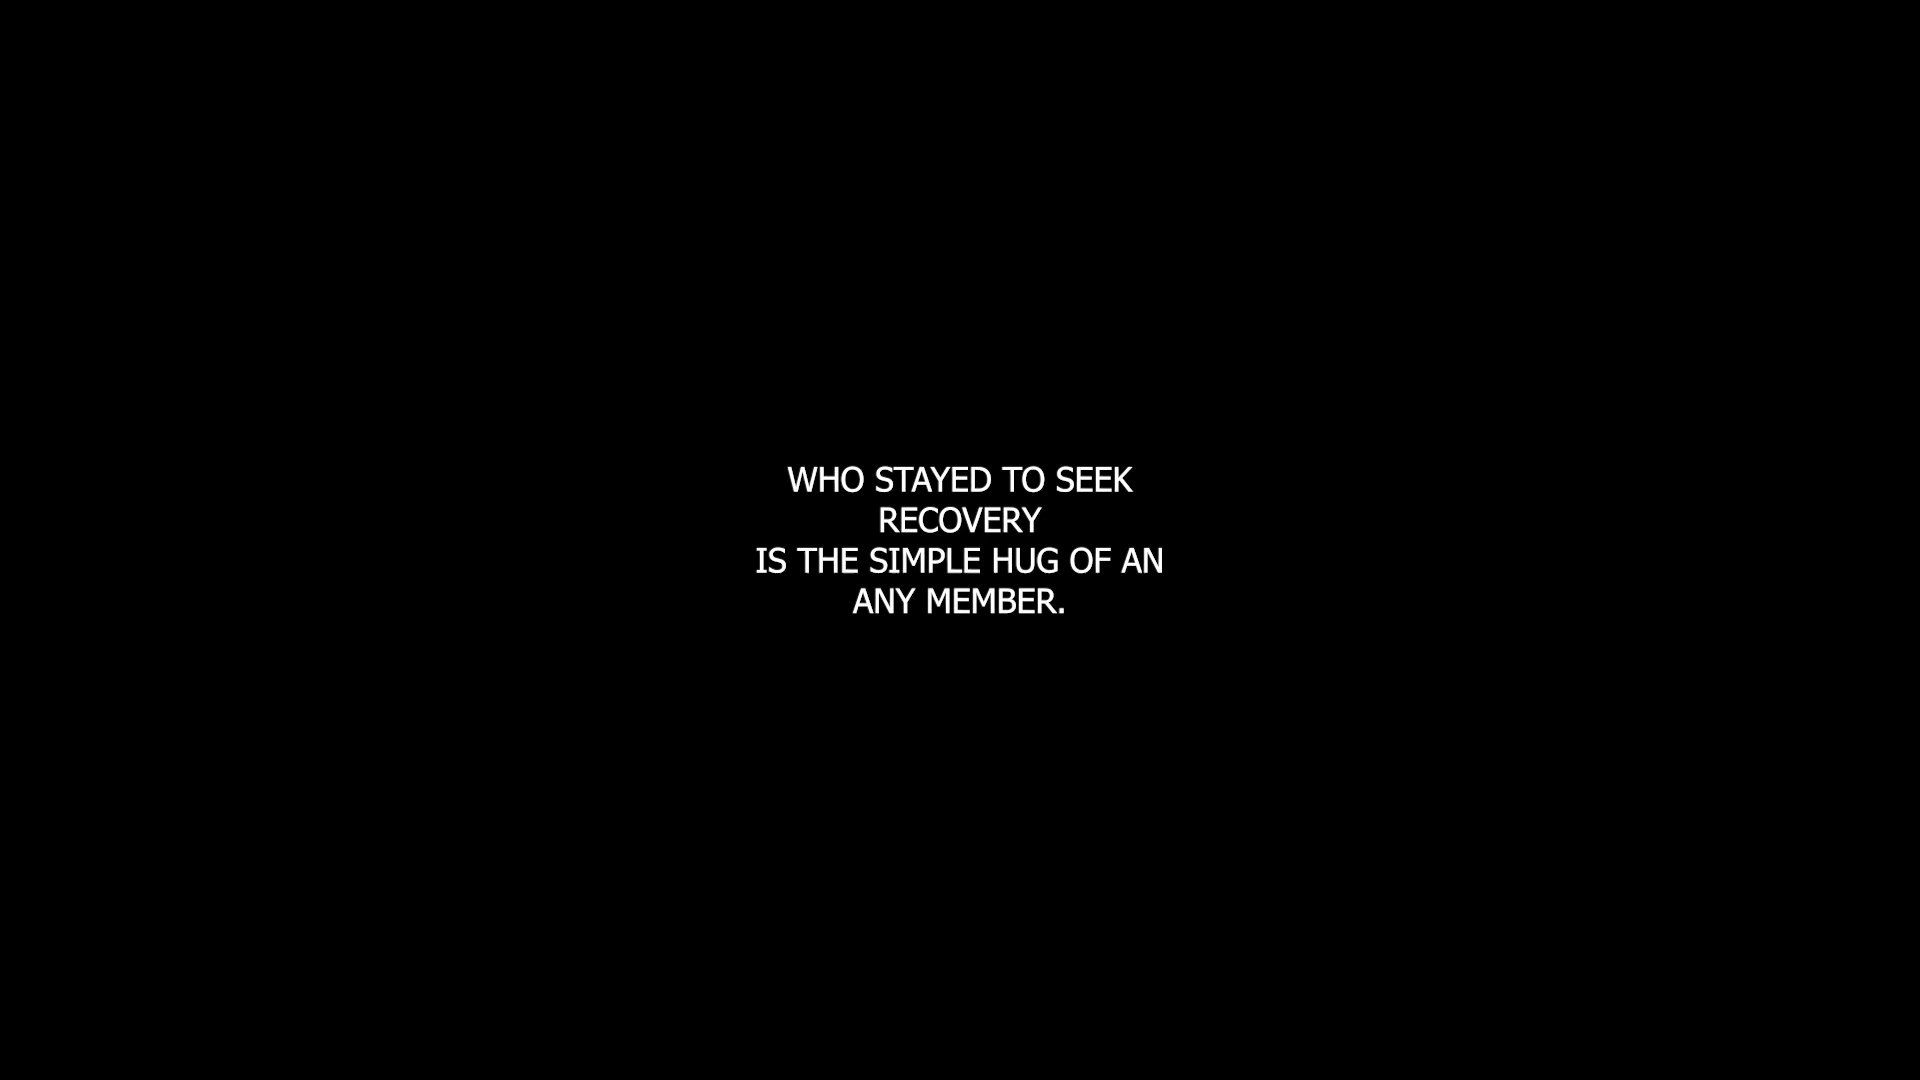 WHO STAYED TO SEEK
RECOVERY
IS THE SIMPLE HUG OF AN
ANY MEMBER.